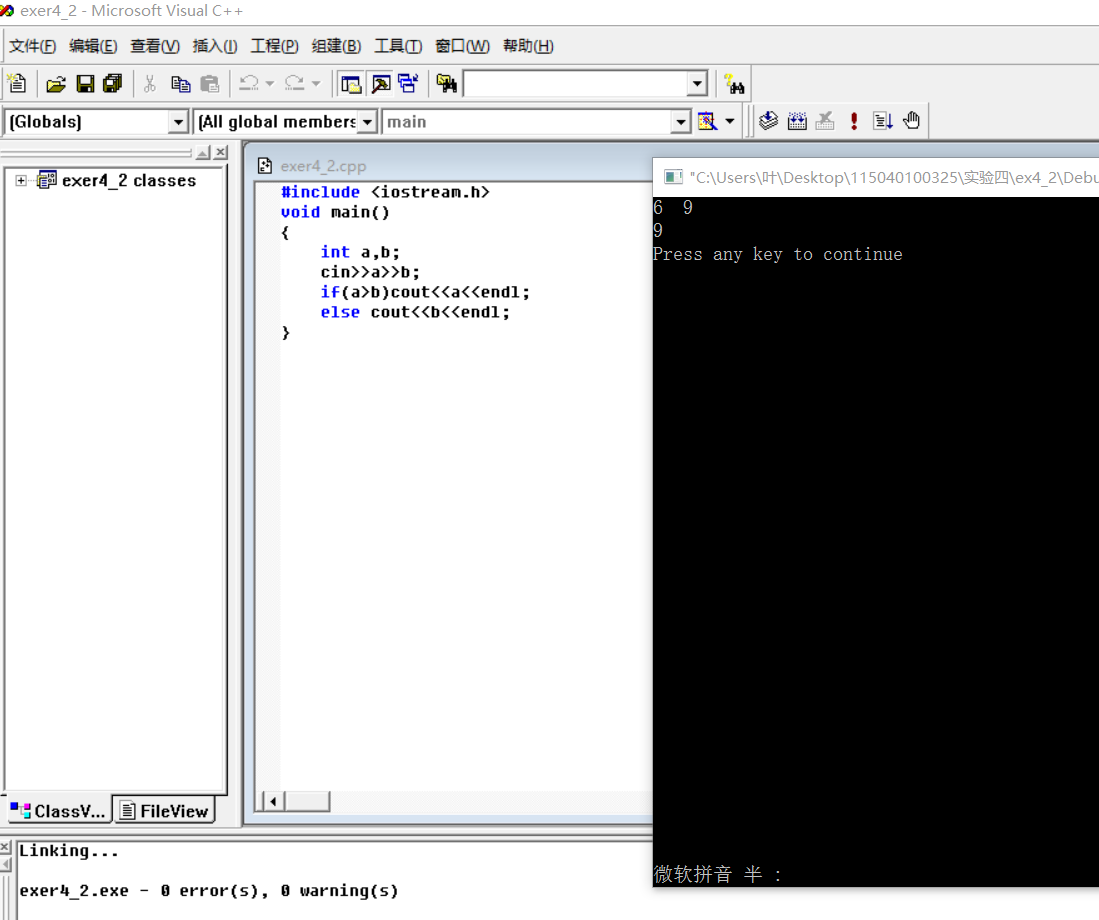 exer4_2 - Microsoft Visual C++
文件(F) 编辑(E) 查看(V) 插入(I) 工程(P) 组建(B) 工具(T) 窗口(W) 帮助(H)
(Globals) (All global members main
exer4_2 classes
exer4_2.cpp
#include <iostream.h>
void main()
{
int a,b;
cin>>a>>b;
if(a>b)cout<<a<<endl;
else cout<<b<<endl;
}
"C:\Users\叶\Desktop\115040100325\实验四\ex4_2\Debu
6 9
9
Press any key to continue
微软拼音 半 :
ClassV... FileView
Linking...
exer4_2.exe - 0 error(s), 0 warning(s)